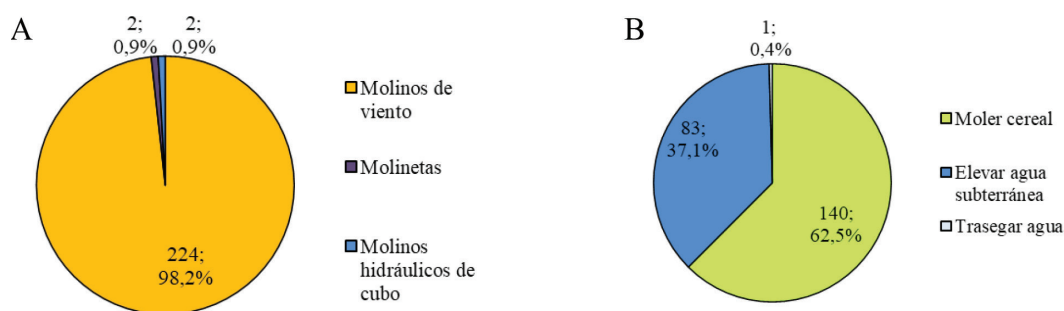 A
2;
0,9%
2;
0,9%
224;
98,2%
Molinos de
viento
Molinetas
Molinos
hidráulicos de
cubo
B
1;
0,4%
83;
37,1%
140;
62,5%
Moler cereal
Elevar agua
subterránea
Trasegar agua